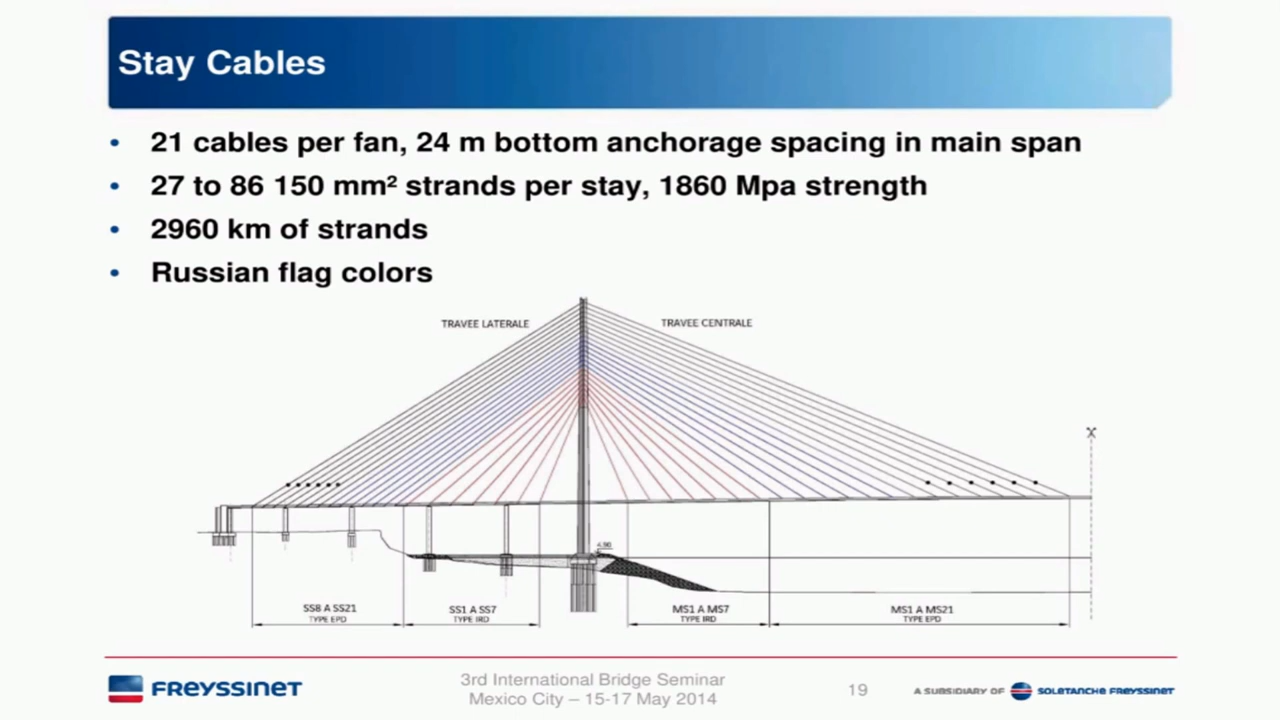 Stay Cables
• 21 cables per fan, 24 m bottom anchorage spacing in main span
• 27 to 86 150 mm² strands per stay, 1860 Mpa strength
• 2960 km of strands
• Russian flag colors
TRAVEE LATERALE
TRAVEE CENTRALE
4.90
SS8 A SS21
TYPE EPD
SS1 A SS7
TYPE IRD
MS1 A MS7
TYPE IRD
MS1 A MS21
TYPE EPD
FREYSSINET
3rd International Bridge Seminar
Mexico City – 15-17 May 2014
19
A SUBSIDIARY OF SOLETANCHE FREYSSINET